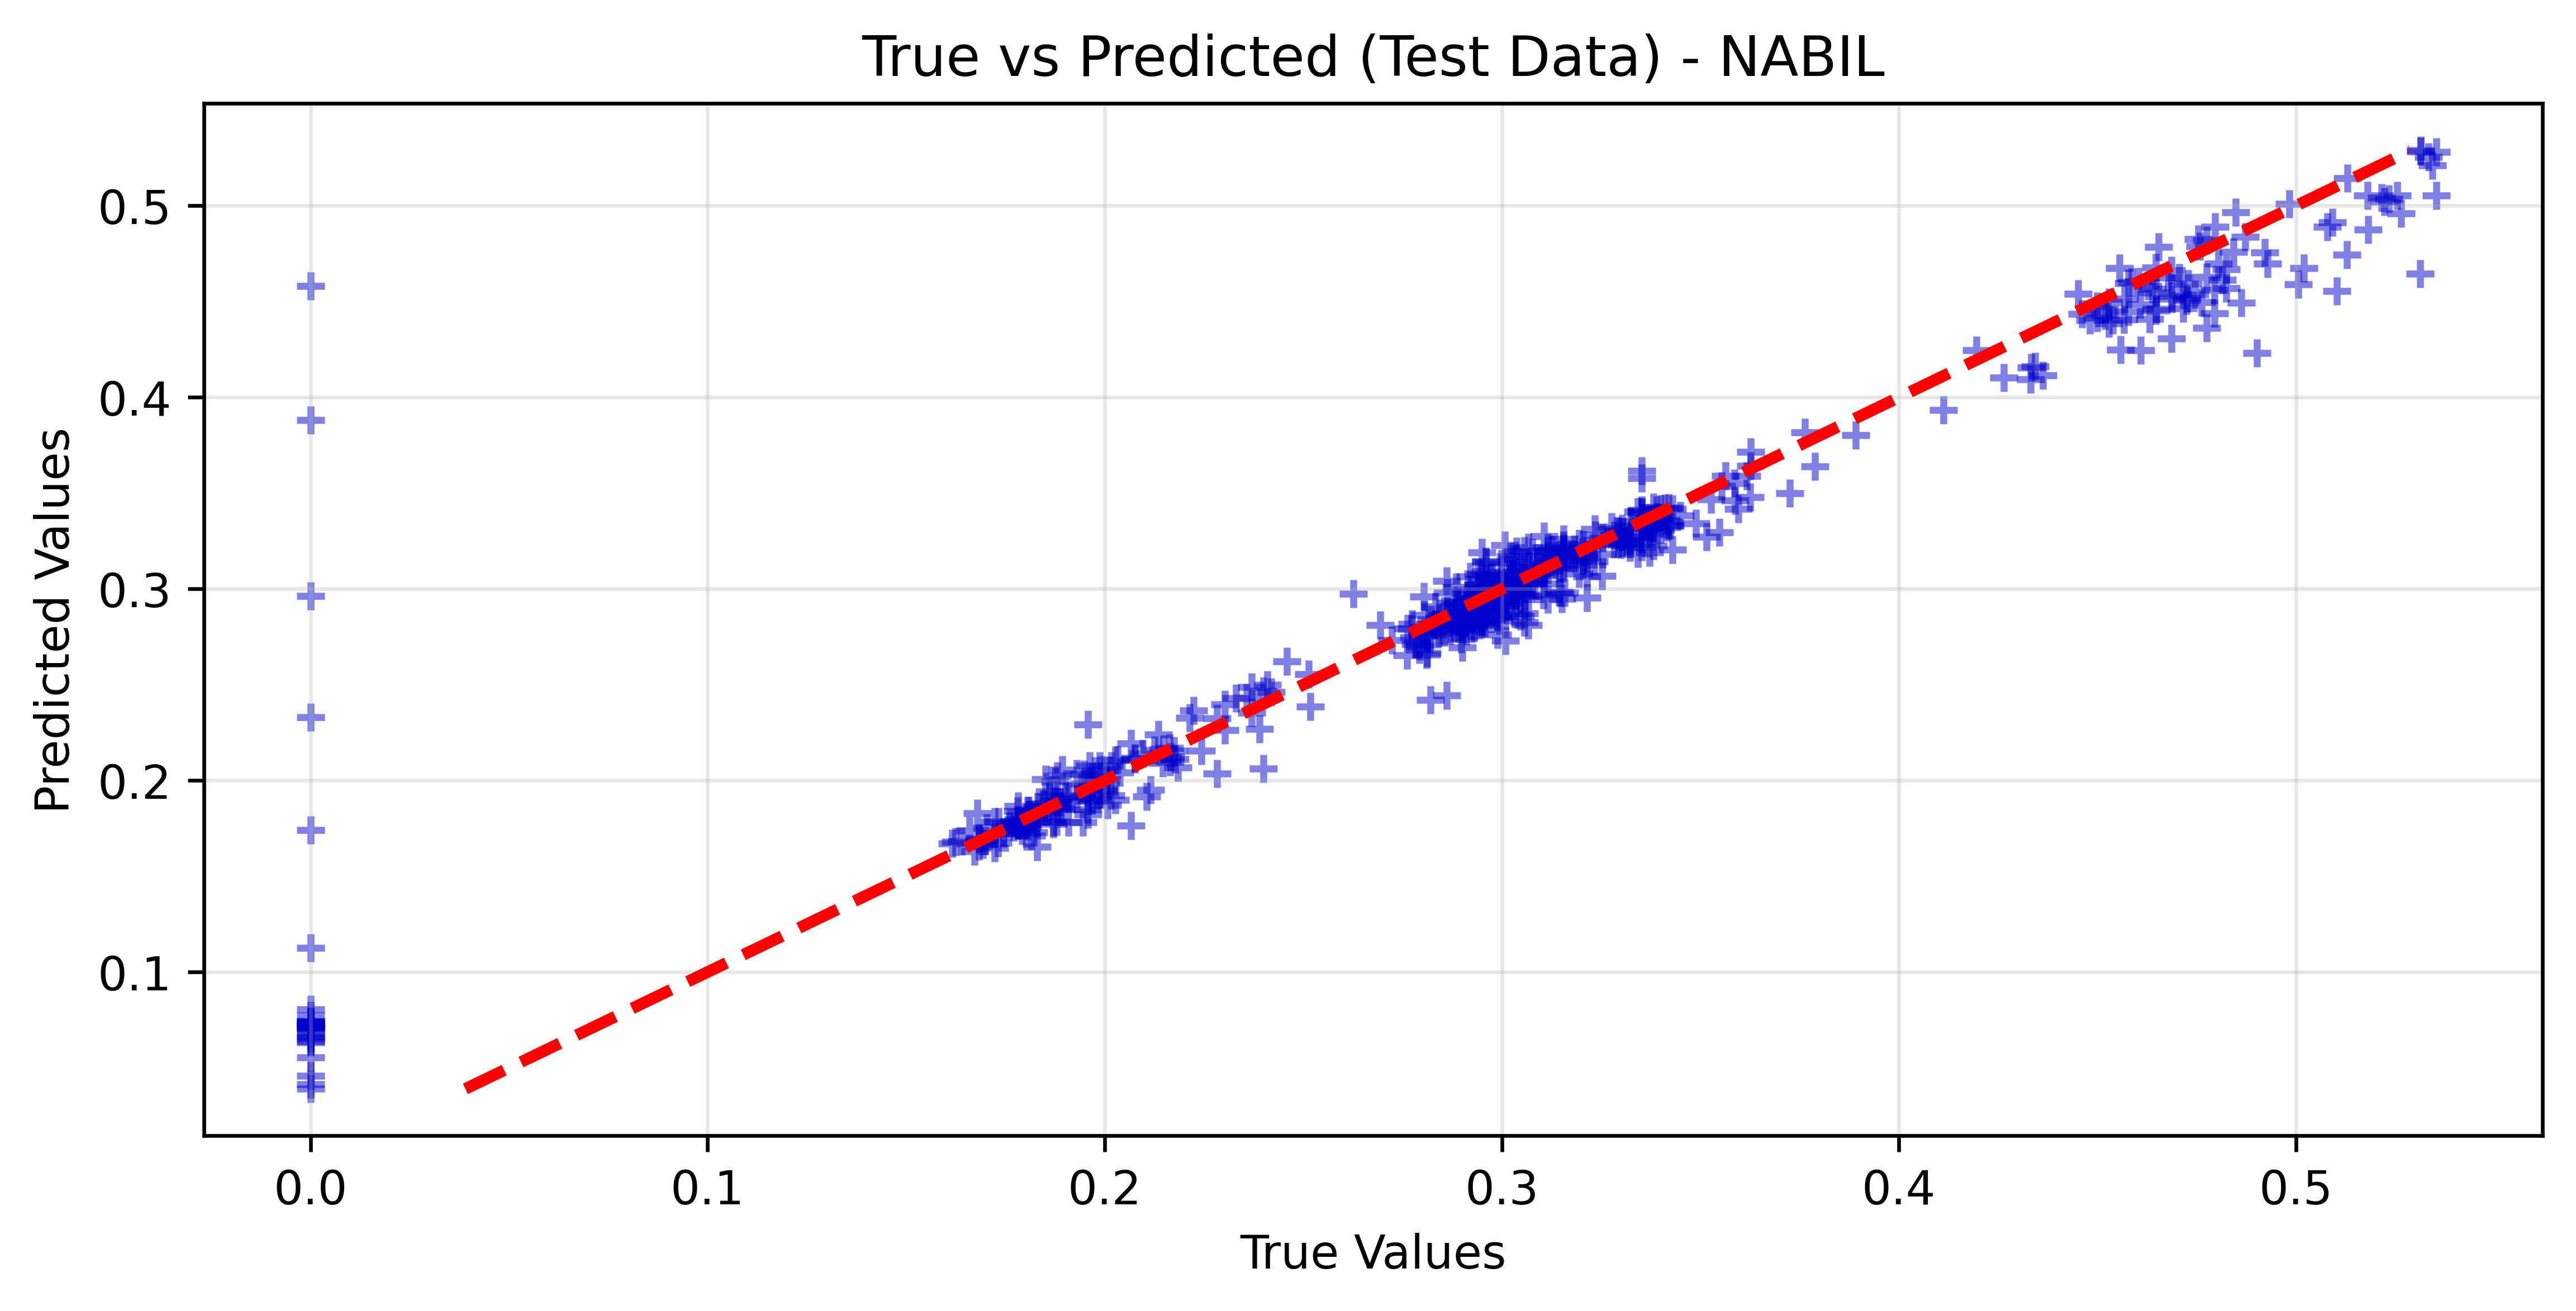 True vs Predicted (Test Data) - NABIL
Predicted Values
0.5
0.4
0.3
0.2
0.1
0.0 0.1 0.2 0.3 0.4 0.5
True Values